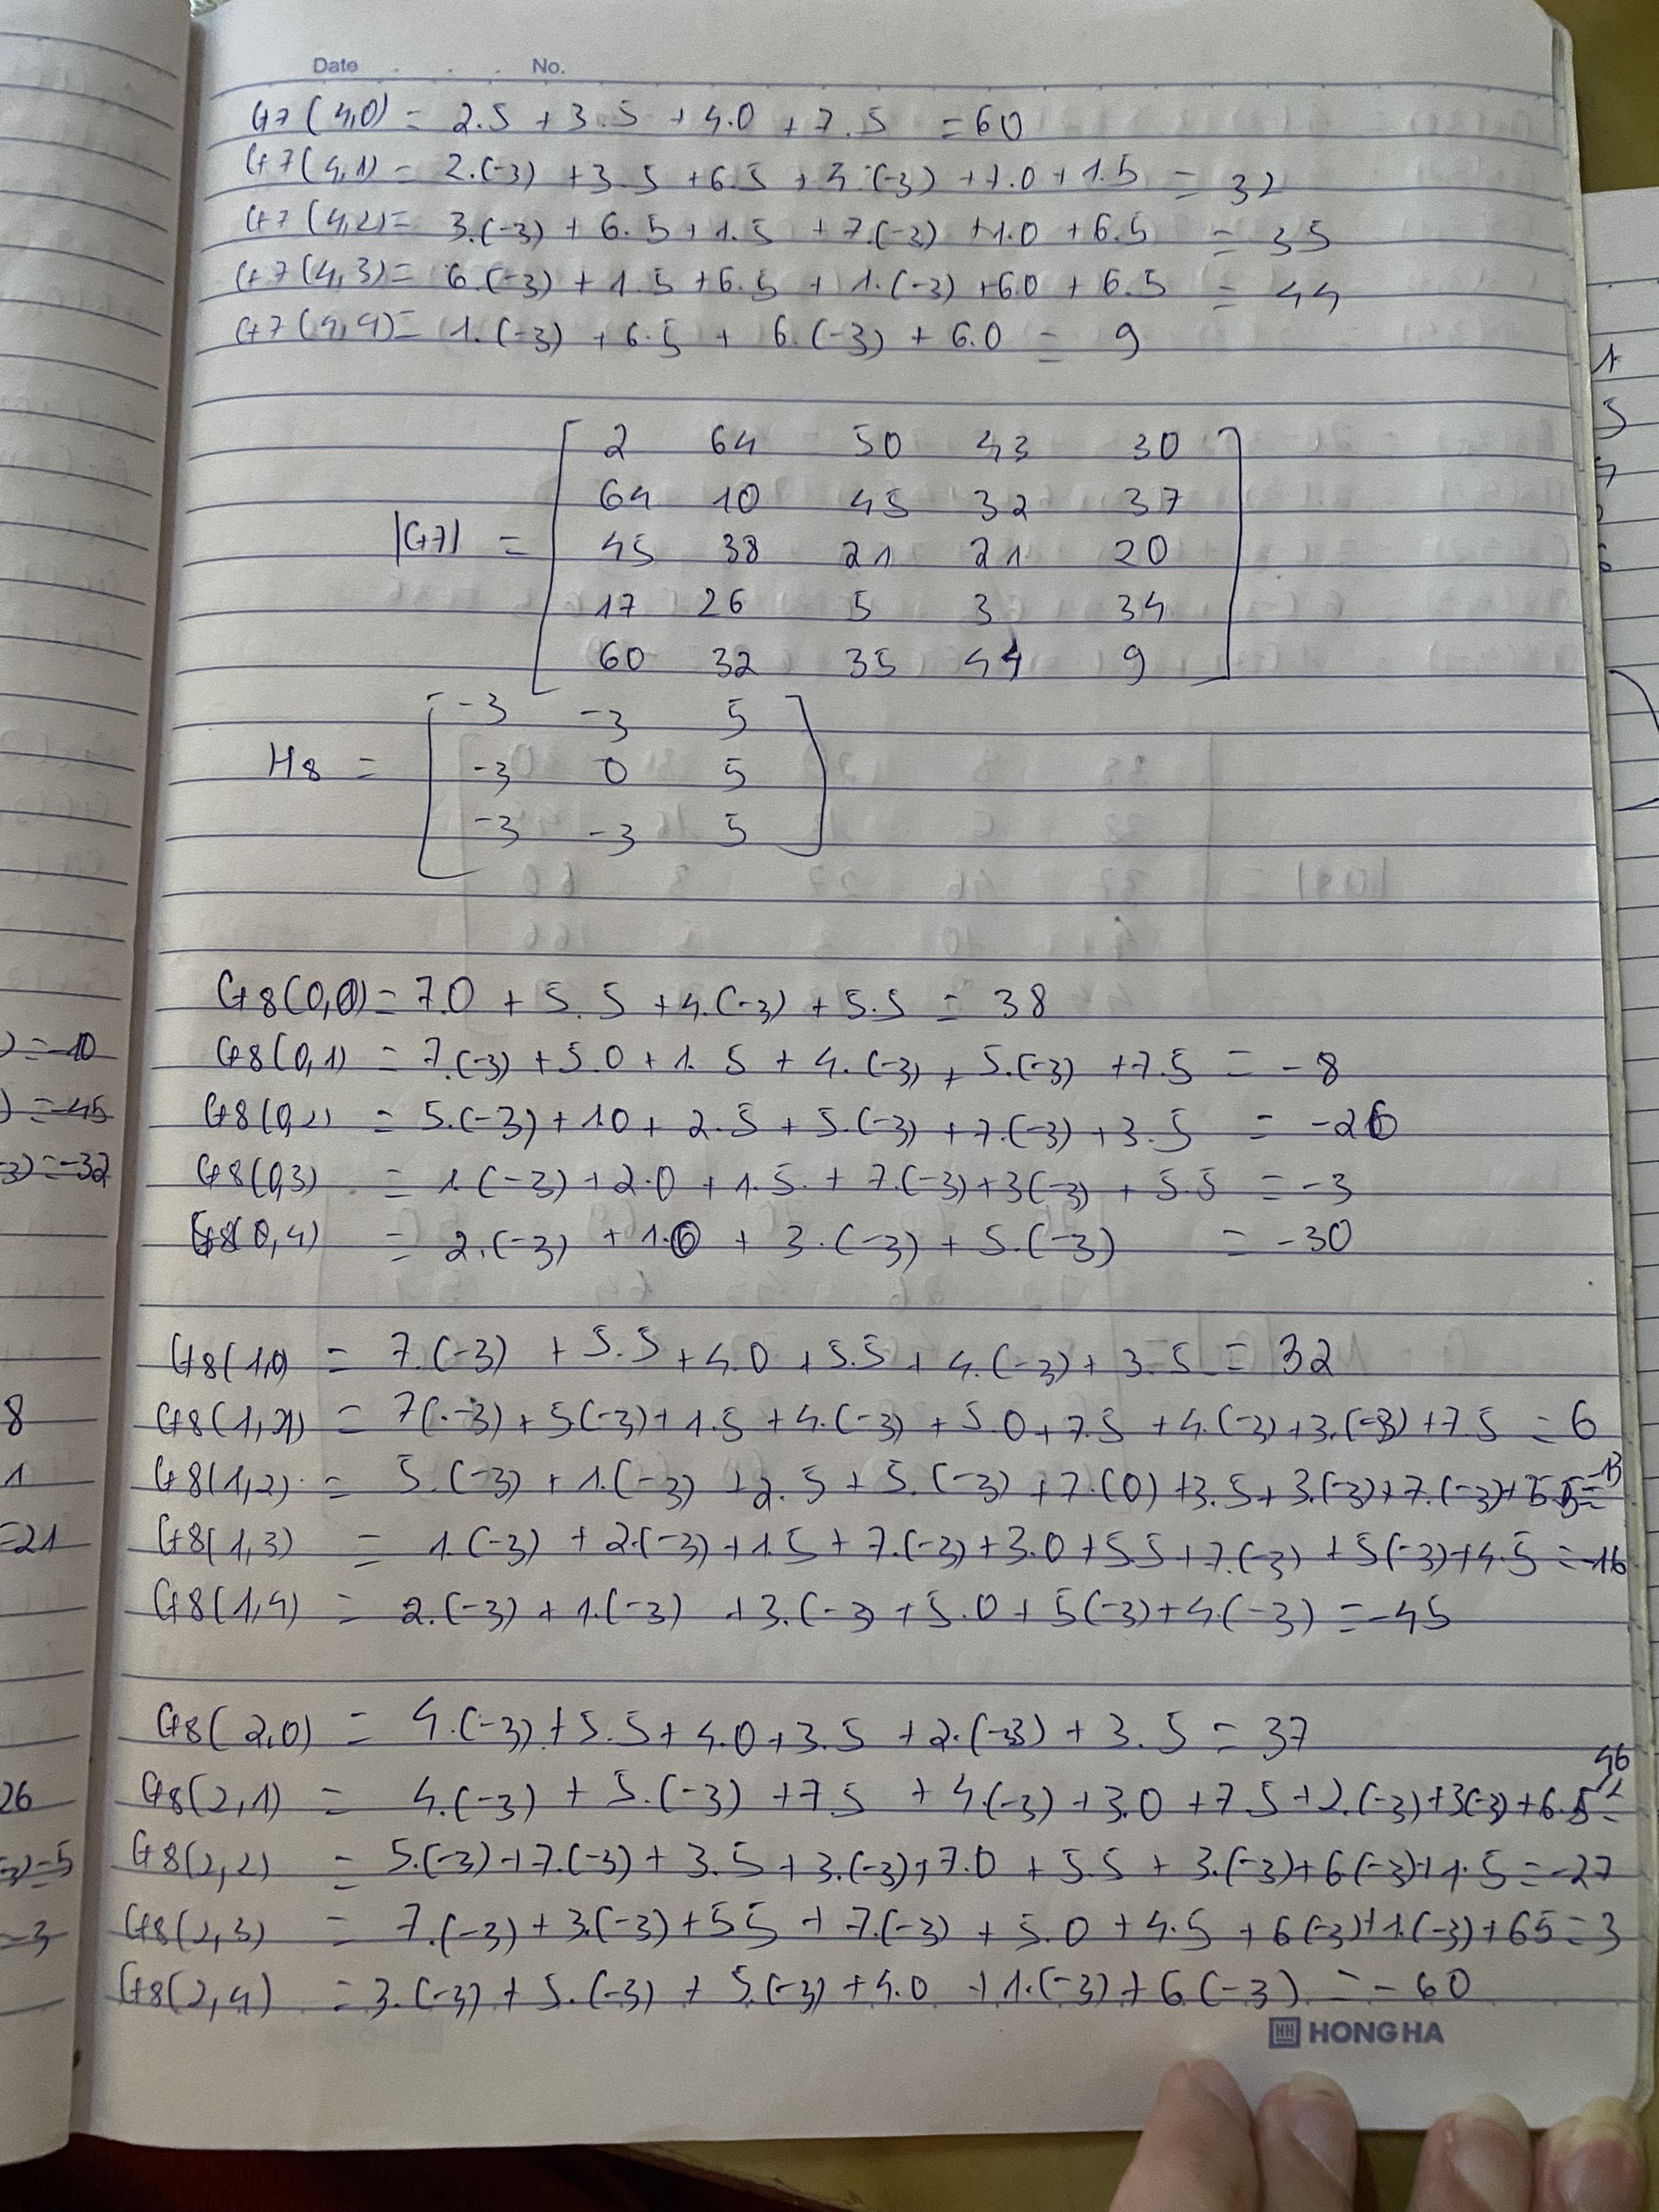 Date . . . No.
G7(4,0) = 2.5 + 3.5 + 4.0 + 7.5 = 60
G7(4,1) = 2.(-3) + 3.5 + 6.5 + 4.(-3) + 7.0 + 1.5 = 32
G7(4,2) = 3.(-3) + 6.5 + 1.5 + 7.(-3) + 1.0 + 6.5 = 35
G7(4,3) = 6.(-3) + 1.5 + 6.5 + 1.(-3) + 6.0 + 6.5 = 44
G7(4,4) = 1.(-3) + 6.5 + 6.(-3) + 6.0 = 9
2 64 50 43 30
64 10 45 32 37
|G7| = 45 38 21 21 20
17 26 5 3 34
60 32 35 44 9
-3 -3 5
H8 = -3 0 5
-3 -3 5
G8(0,0) = 7.0 + 5.5 + 4.(-3) + 5.5 = 38
G8(0,1) = 7.(-3) + 5.0 + 1.5 + 4.(-3) + 5.(-3) + 7.5 = -8
G8(0,2) = 5.(-3) + 1.0 + 2.5 + 5.(-3) + 7.(-3) + 3.5 = -26
G8(0,3) = 1.(-3) + 2.0 + 1.5 + 7.(-3) + 3(-3) + 5.5 = -3
G8(0,4) = 2.(-3) + 1.0 + 3.(-3) + 5.(-3) = -30
G8(1,0) = 7.(-3) + 5.5 + 4.0 + 5.5 + 4.(-3) + 3.5 = 32
G8(1,1) = 7(-3) + 5(-3) + 1.5 + 4.(-3) + 5.0 + 7.5 + 4.(-3) + 3.(-3) + 7.5 = 6
G8(1,2) = 5.(-3) + 1.(-3) + 2.5 + 5.(-3) + 7.(0) + 3.5 + 3.(-3) + 7.(-3) + 5.5 = -13
G8(1,3) = 1.(-3) + 2.(-3) + 1.5 + 7.(-3) + 3.0 + 5.5 + 7.(-3) + 5(-3) + 4.5 = -16
G8(1,4) = 2.(-3) + 1.(-3) + 3.(-3 + 5.0 + 5(-3) + 4.(-3) = -45
G8(2,0) = 4.(-3) + 5.5 + 4.0 + 3.5 + 2.(-3) + 3.5 = 37
G8(2,1) = 4.(-3) + 5.(-3) + 7.5 + 4.(-3) + 3.0 + 7.5 + 2.(-3) + 3(-3) + 6.5 = 46
G8(2,2) = 5.(-3) + 7.(-3) + 3.5 + 3.(-3) + 7.0 + 5.5 + 3.(-3) + 6(-3) + 1.5 = -27
G8(2,3) = 7.(-3) + 3.(-3) + 5.5 + 7.(-3) + 5.0 + 4.5 + 6(-3) + 1.(-3) + 6.5 = 3
G8(2,4) = 3.(-3) + 5.(-3) + 5.(-3) + 4.0 + 1.(-3) + 6(-3) = -60
HONG HA